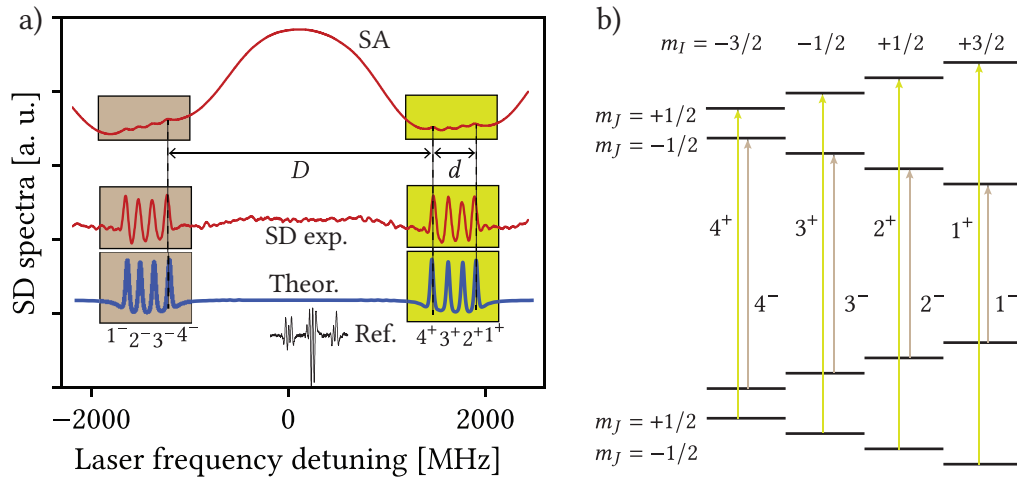 a)
SD spectra [a. u.]
SA
D
d
SD exp.
Theor.
1⁻ 2⁻ 3⁻ 4⁻
Ref.
4⁺ 3⁺ 2⁺ 1⁺
−2000 0 2000
Laser frequency detuning [MHz]
b)
m_I = −3/2 −1/2 +1/2 +3/2
m_J = +1/2
m_J = −1/2
4⁺ 3⁺ 2⁺ 1⁺
4⁻ 3⁻ 2⁻ 1⁻
m_J = +1/2
m_J = −1/2